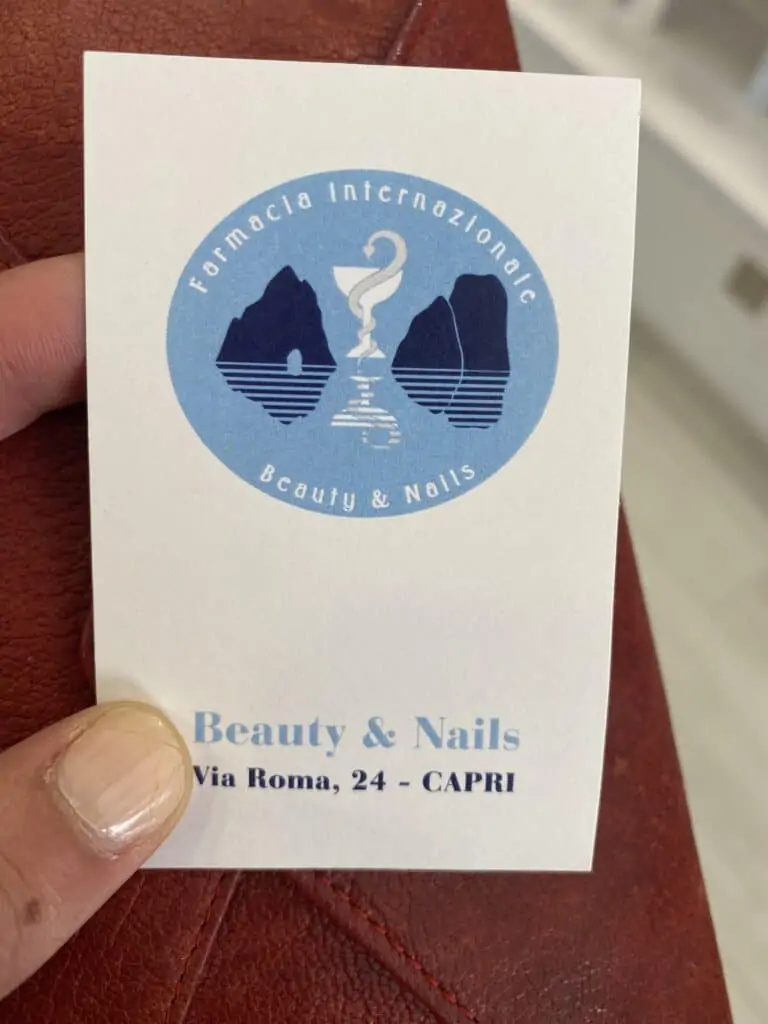 Farmacia Internazionale
Beauty & Nails
Beauty & Nails
Via Roma, 24 - CAPRI